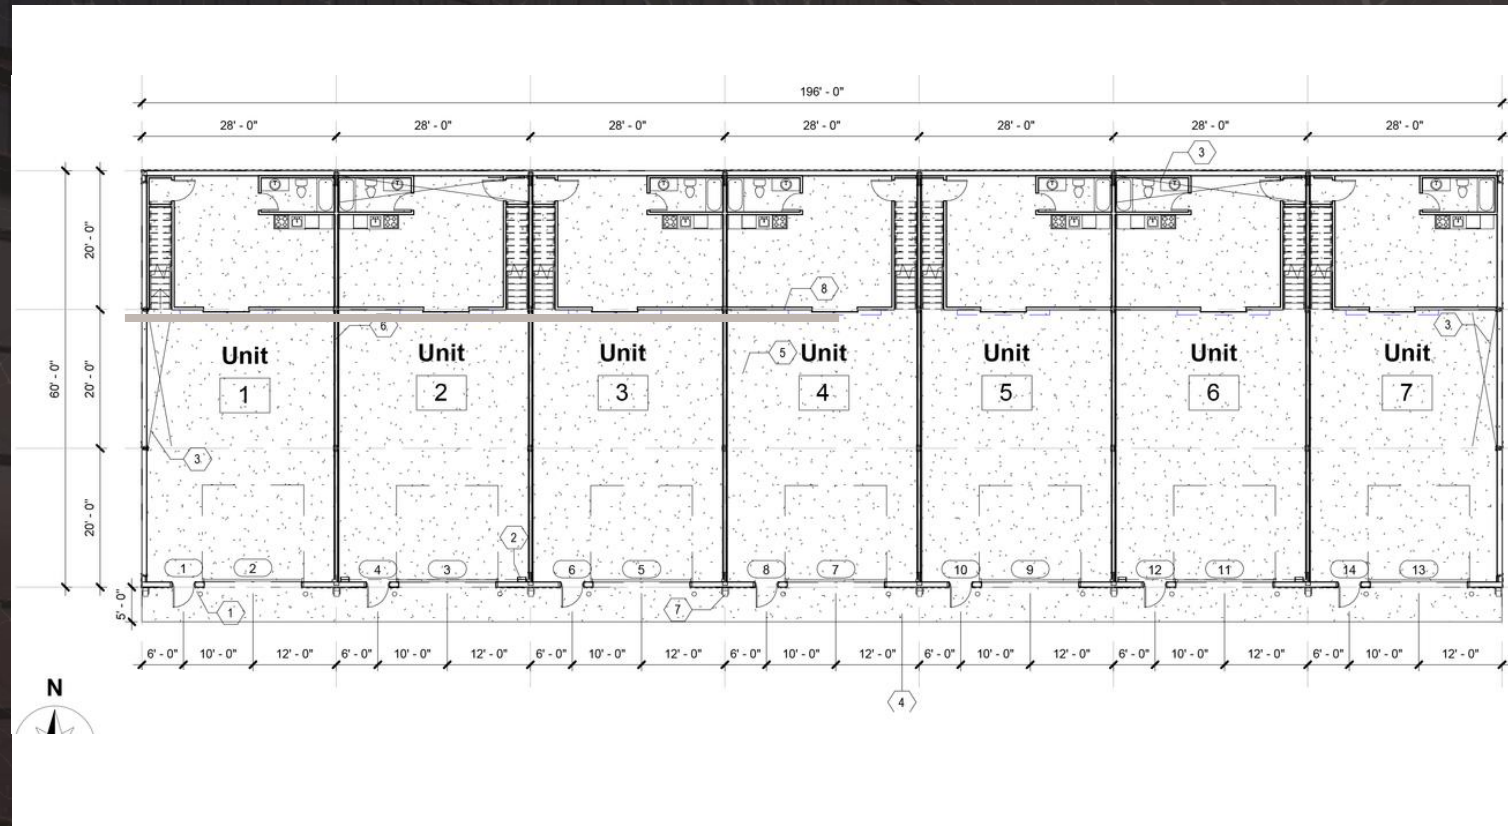 196' - 0"
28' - 0" 28' - 0" 28' - 0" 28' - 0" 28' - 0" 28' - 0" 28' - 0"
3
20' - 0"
8
6
3
5
Unit Unit Unit Unit Unit Unit Unit
1 2 3 4 5 6 7
60' - 0" 20' - 0"
3
20' - 0"
2
1 2 4 3 6 5 8 7 10 9 12 11 14 13
5' - 0"
1 7
6' - 0" 10' - 0" 12' - 0" 6' - 0" 10' - 0" 12' - 0" 6' - 0" 10' - 0" 12' - 0" 6' - 0" 10' - 0" 12' - 0" 6' - 0" 10' - 0" 12' - 0" 6' - 0" 10' - 0" 12' - 0" 6' - 0" 10' - 0" 12' - 0"
N
4